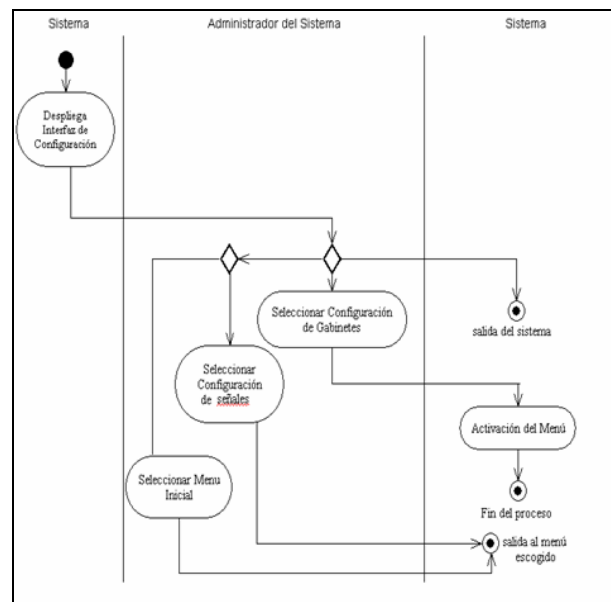 Sistema
Administrador del Sistema
Sistema
Despliega
Interfaz de
Configuración
Seleccionar Configuración
de Gabinetes
salida del sistema
Seleccionar
Configuración
de señales
Activación del Menú
Seleccionar Menu
Inicial
Fin del proceso
salida al menú
escogido